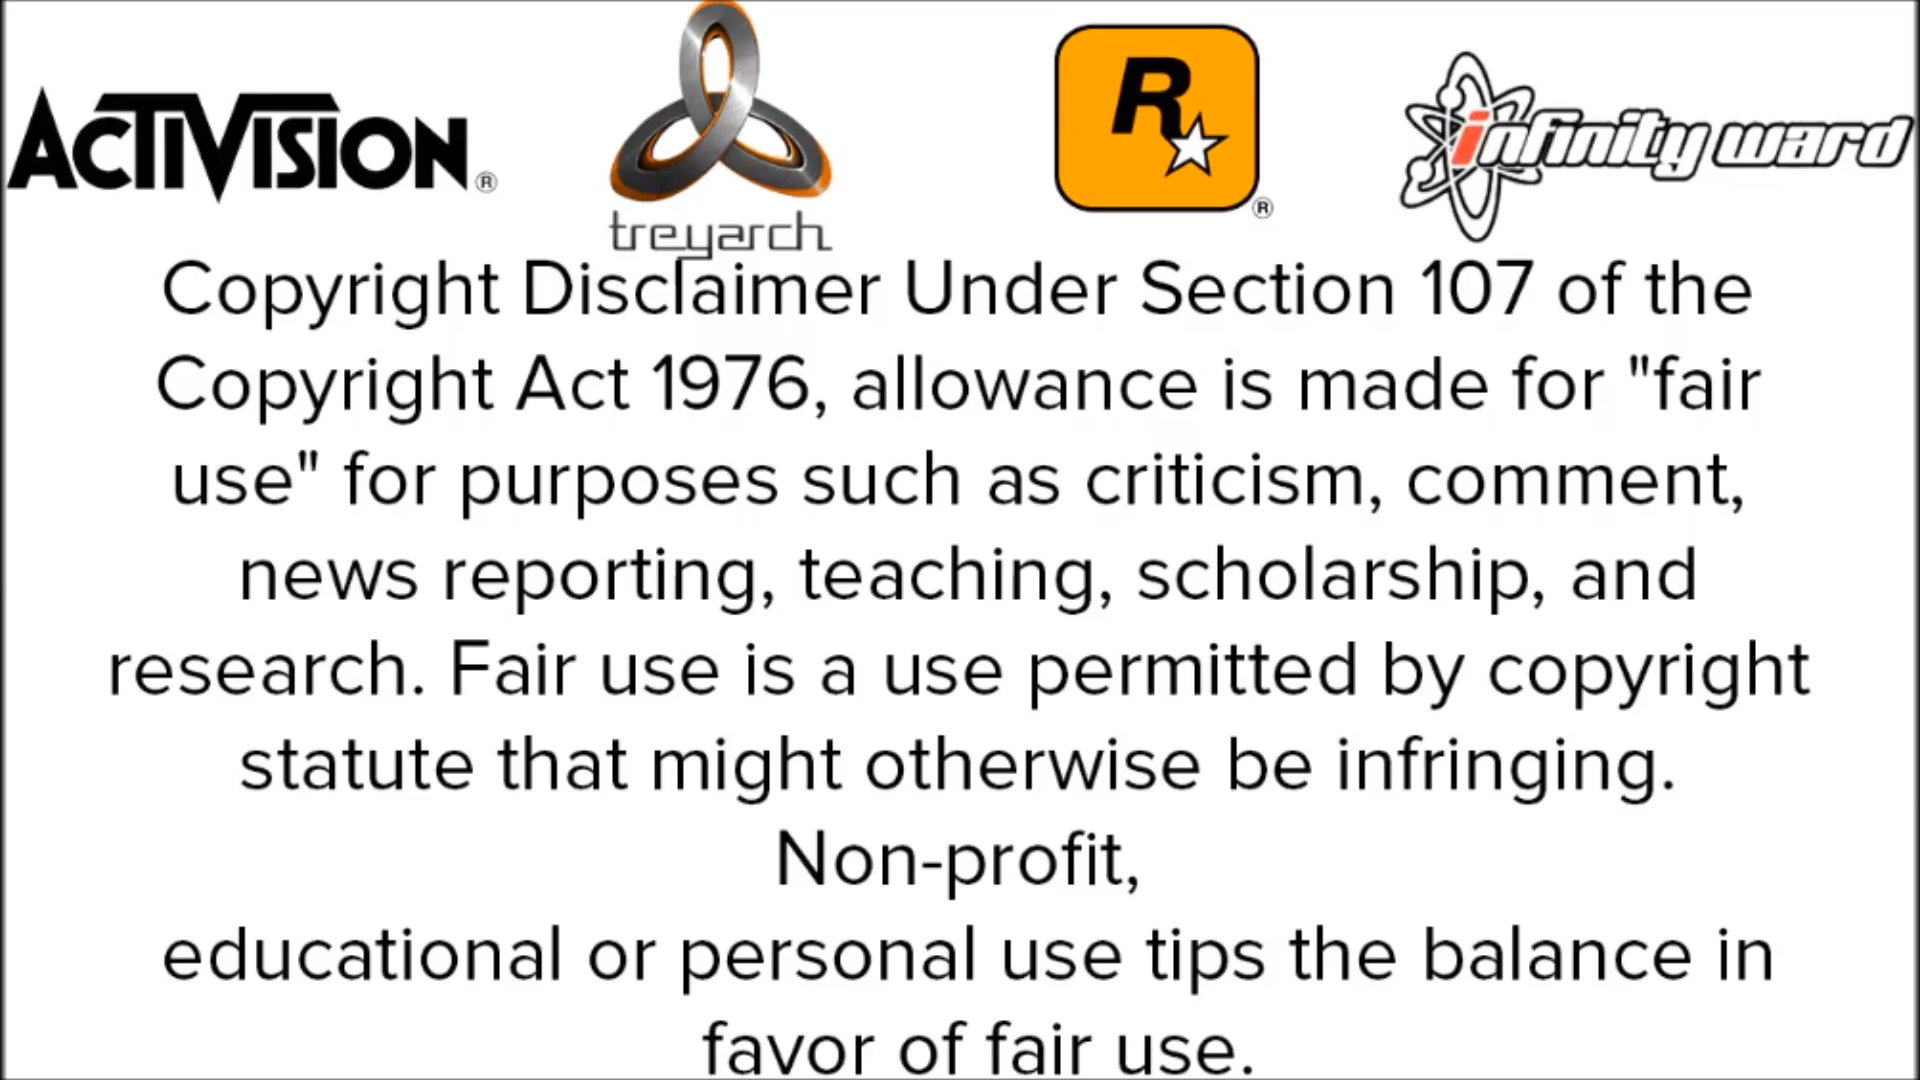 ACTIVISION®
treyarch
R®
infinity ward
Copyright Disclaimer Under Section 107 of the
Copyright Act 1976, allowance is made for "fair
use" for purposes such as criticism, comment,
news reporting, teaching, scholarship, and
research. Fair use is a use permitted by copyright
statute that might otherwise be infringing.
Non-profit,
educational or personal use tips the balance in
favor of fair use.